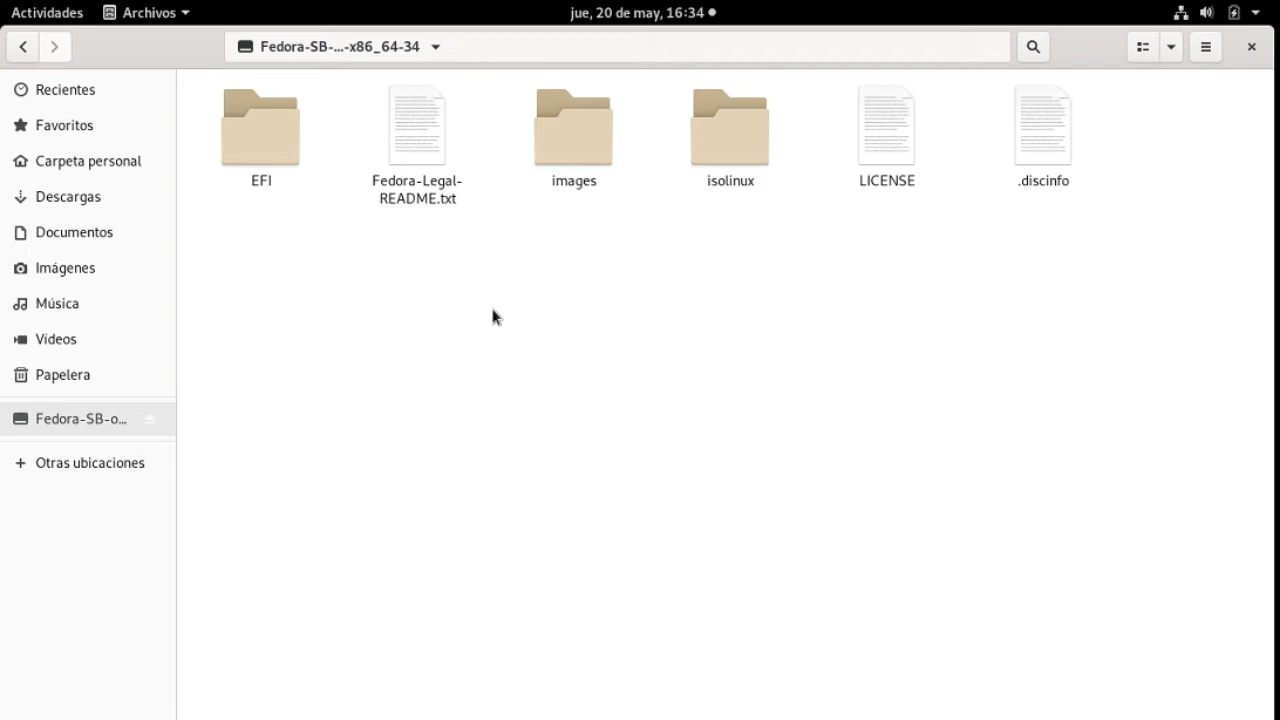 Actividades Archivos jue, 20 de may, 16:34
Fedora-SB-...-x86_64-34
Recientes
Favoritos
Carpeta personal
Descargas
Documentos
Imágenes
Música
Vídeos
Papelera
Fedora-SB-o...
Otras ubicaciones
EFI
Fedora-Legal-
README.txt
images
isolinux
LICENSE
.discinfo